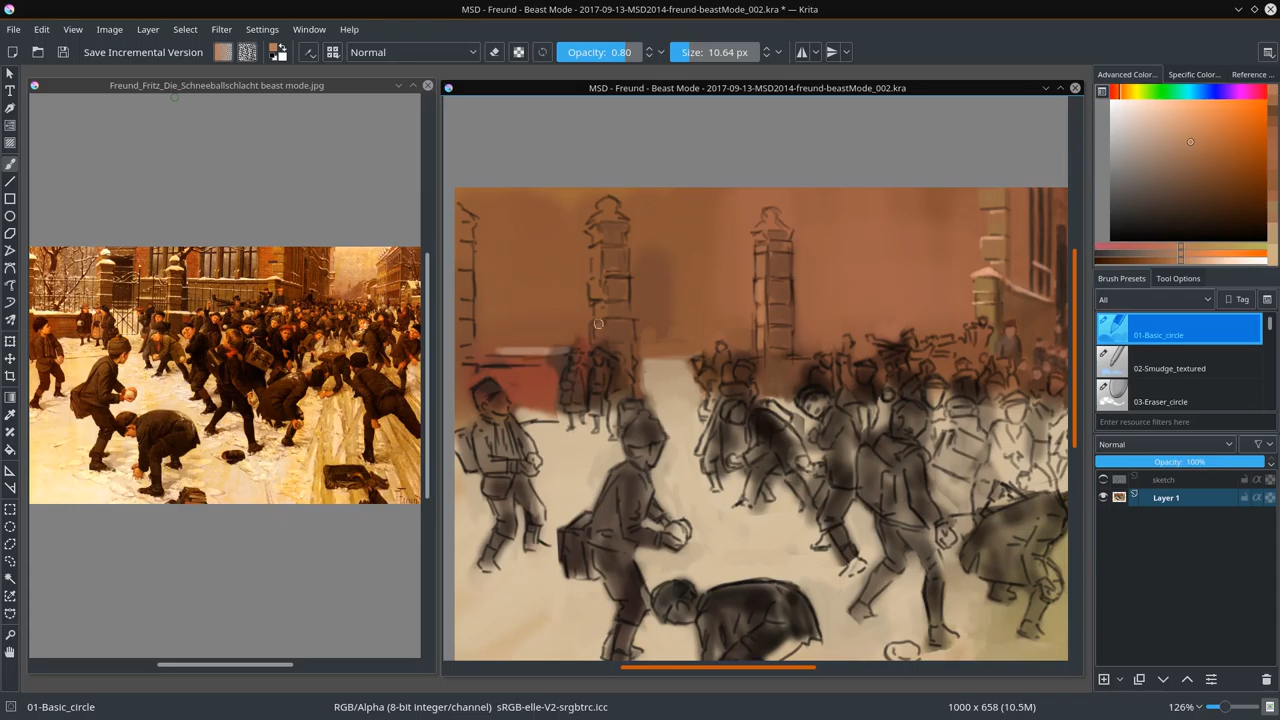 MSD - Freund - Beast Mode - 2017-09-13-MSD2014-freund-beastMode_002.kra * — Krita
File Edit View Image Layer Select Filter Settings Window Help
Save Incremental Version Normal Opacity: 0.80 Size: 10.64 px
Freund_Fritz_Die_Schneeballschlacht beast mode.jpg
MSD - Freund - Beast Mode - 2017-09-13-MSD2014-freund-beastMode_002.kra
Advanced Color... Specific Color... Reference ...
Brush Presets Tool Options
All Tag
01-Basic_circle
02-Smudge_textured
03-Eraser_circle
Enter resource filters here
Normal
Opacity: 100%
sketch
Layer 1
01-Basic_circle RGB/Alpha (8-bit integer/channel) sRGB-elle-V2-srgbtrc.icc 1000 x 658 (10.5M) 126%